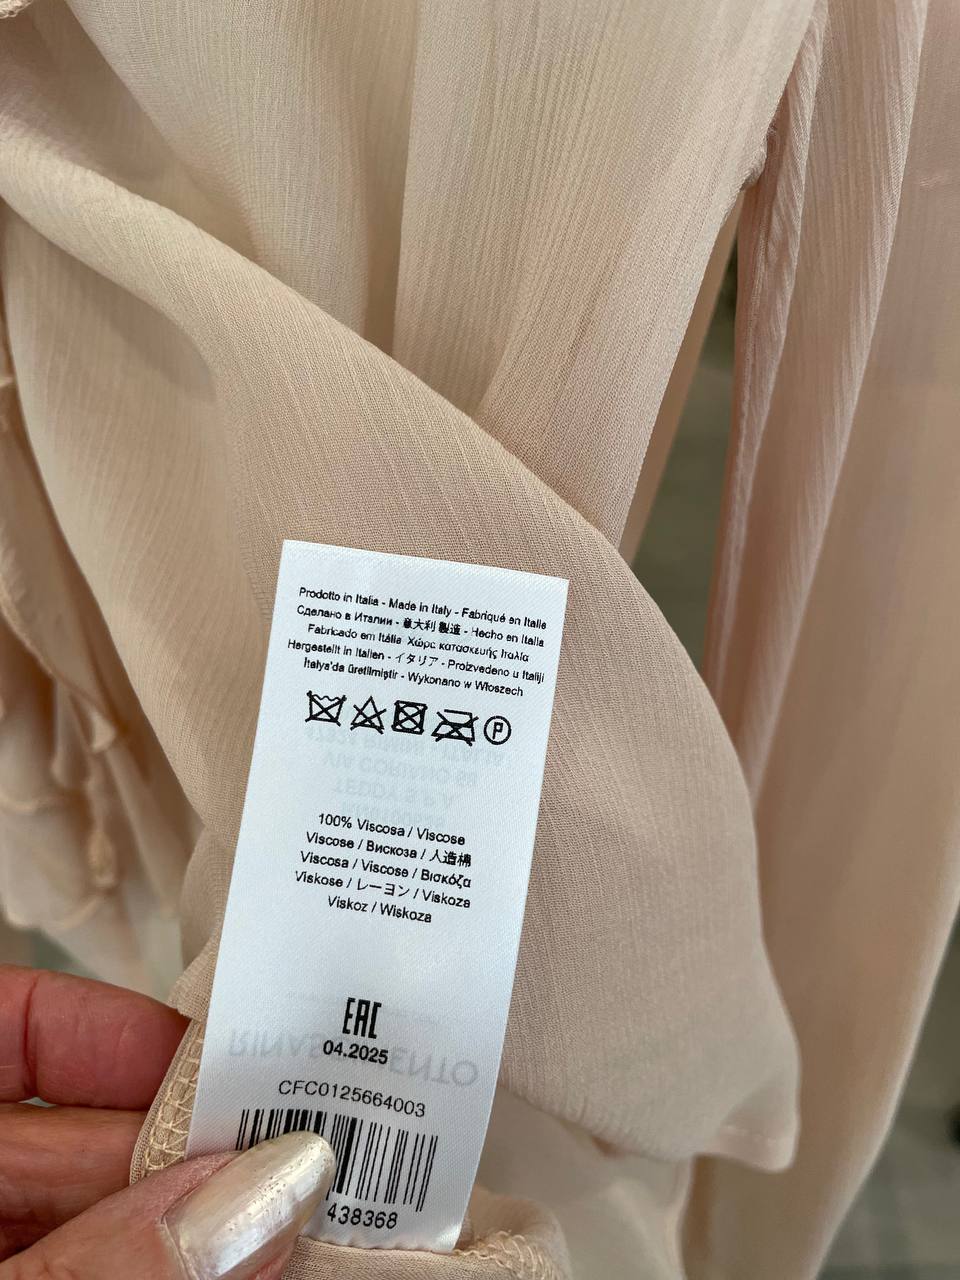 Prodotto in Italia - Made in Italy - Fabriqué en Italie
Сделано в Италии - 意大利 製造 - Hecho en Italia
Fabricado em Itália Χώρα κατασκευής Ιταλία
Hergestellt in Italien - イタリア - Proizvedeno u Italiji
İtalya'da üretilmiştir - Wykonano w Włoszech
P
100% Viscosa / Viscose
Viscose / Вискоза / 人造棉
Viscosa / Viscose / Βισκόζα
Viskose / レーヨン / Viskoza
Viskoz / Wiskoza
EAC
04.2025
CFC0125664003
438368